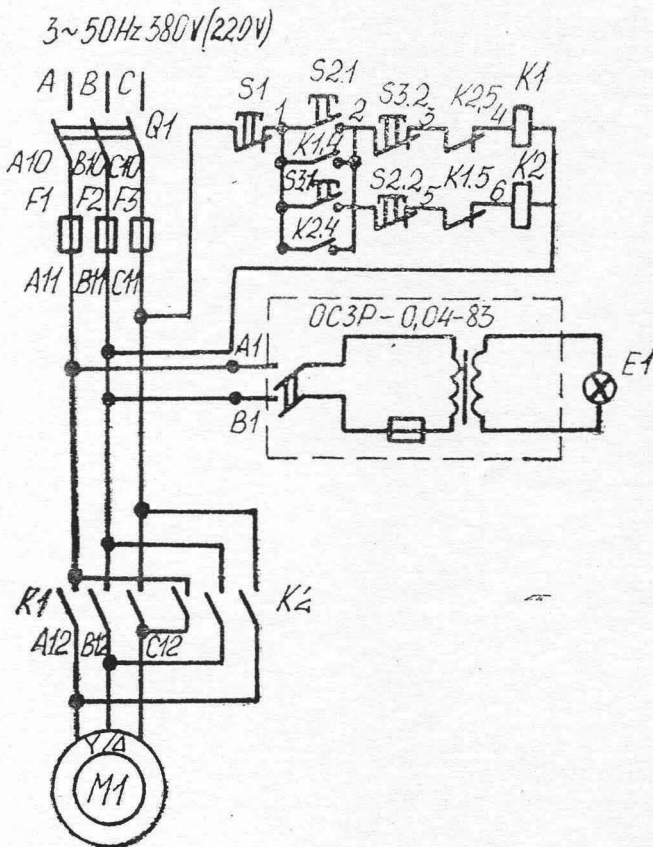 3~50Hz 380V(220V)
A B C
Q1
A10 B10 C10
F1 F2 F3
A11 B11 C11
S1 1 S2.1 2 S3.2 3 K2,5 4 K1
K1.4
S3.1 S2.2 5 K1.5 6 K2
K2.4
ОСЗР-0,04-83
A1
B1
E1
K1 K2
A12 B12 C12
Y/Δ
M1